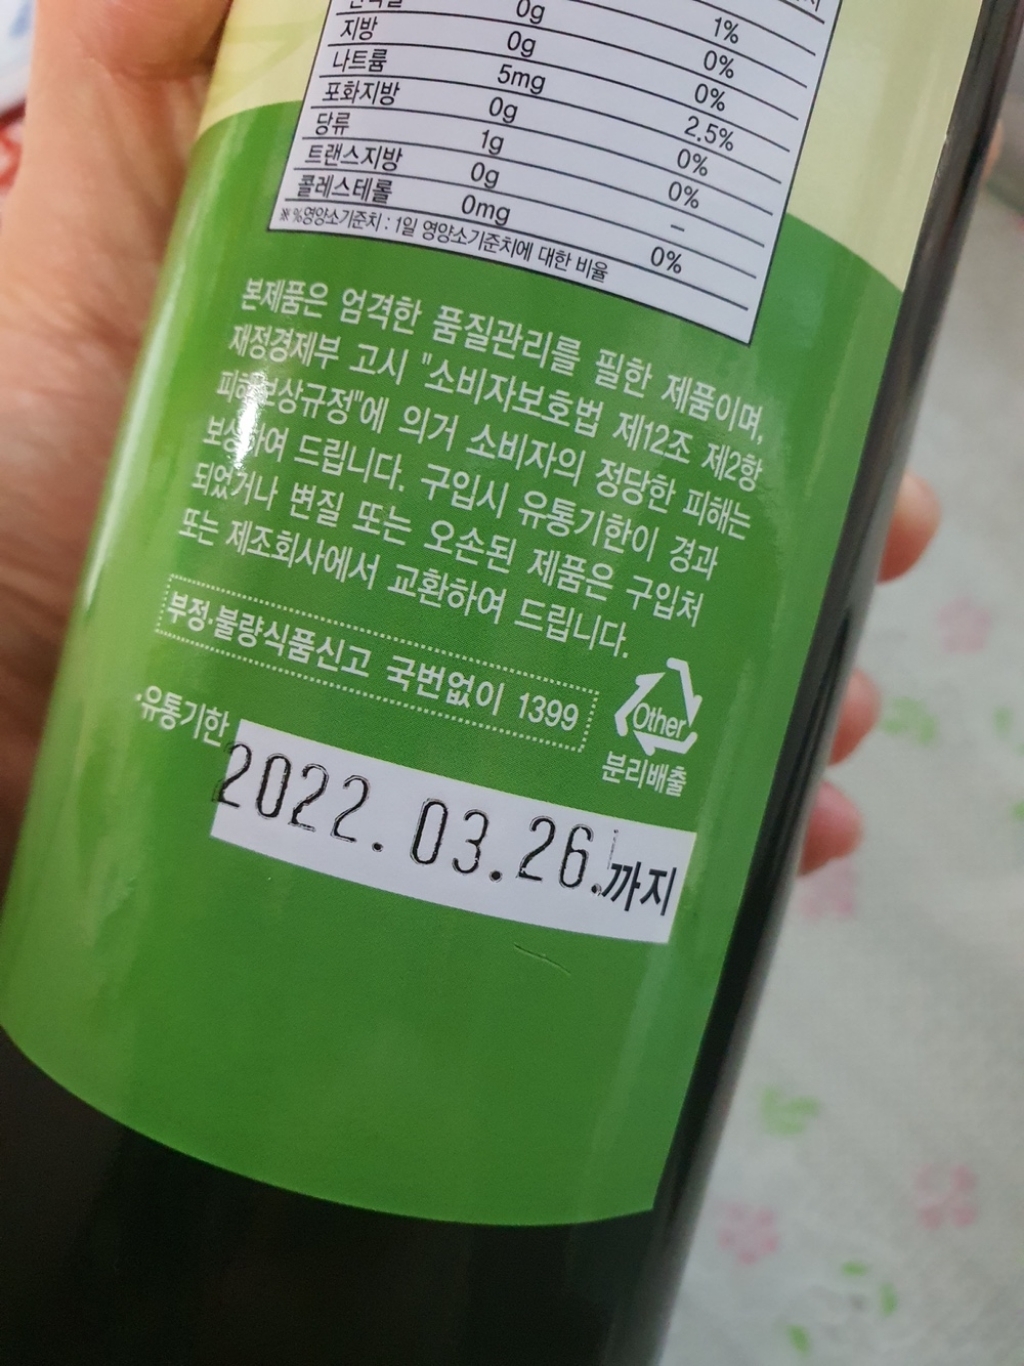 0g 1%
지방 0g 0%
나트륨 5mg 0%
포화지방 0g 2.5%
당류 1g 0%
트랜스지방 0g 0%
콜레스테롤 0mg –
0%
※%영양소기준치 : 1일 영양소기준치에 대한 비율
본제품은 엄격한 품질관리를 필한 제품이며,
재정경제부 고시 "소비자보호법 제12조 제2항
피해보상규정"에 의거 소비자의 정당한 피해는
보상하여 드립니다. 구입시 유통기한이 경과
되었거나 변질 또는 오손된 제품은 구입처
또는 제조회사에서 교환하여 드립니다.
부정·불량식품신고 국번없이 1399
Other
분리배출
·유통기한
2022.03.26.까지